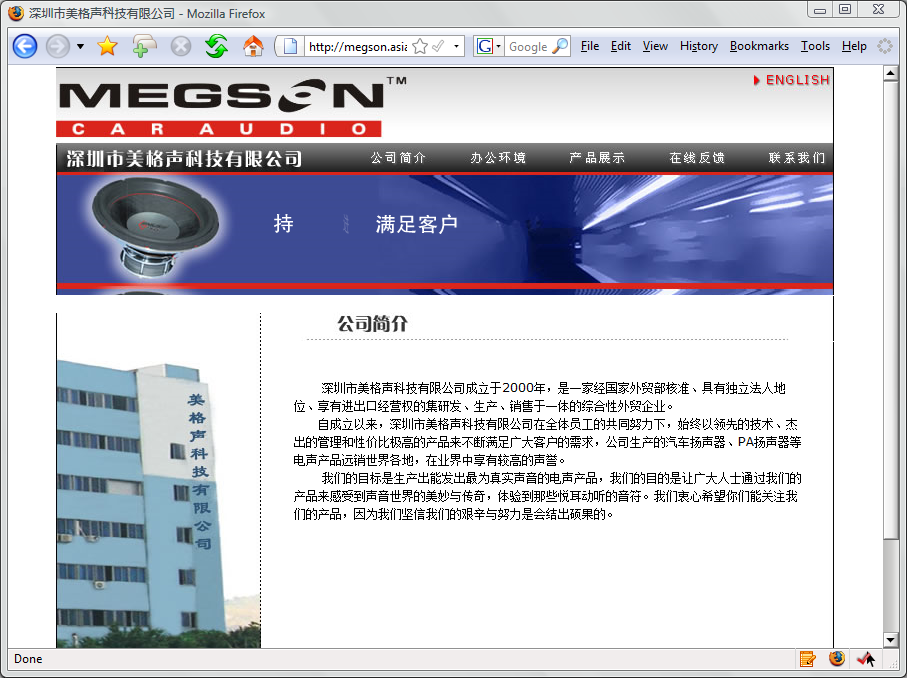 深圳市美格声科技有限公司 - Mozilla Firefox
http://megson.asia
G
Google
File Edit View History Bookmarks Tools Help
MEGSON™
ENGLISH
CAR AUDIO
深圳市美格声科技有限公司
公司简介 办公环境 产品展示 在线反馈 联系我们
持 满足客户
公司简介
美格声科技有限公司
深圳市美格声科技有限公司成立于2000年，是一家经国家外贸部核准、具有独立法人地
位、享有进出口经营权的集研发、生产、销售于一体的综合性外贸企业。
自成立以来，深圳市美格声科技有限公司在全体员工的共同努力下，始终以领先的技术、杰
出的管理和性价比极高的产品来不断满足广大客户的需求，公司生产的汽车扬声器、PA扬声器等
电声产品远销世界各地，在业界中享有较高的声誉。
我们的目标是生产出能发出最为真实声音的电声产品，我们的目的是让广大人士通过我们的
产品来感受到声音世界的美妙与传奇，体验到那些悦耳动听的音符。我们衷心希望你们能关注我
们的产品，因为我们坚信我们的艰辛与努力是会结出硕果的。
Done